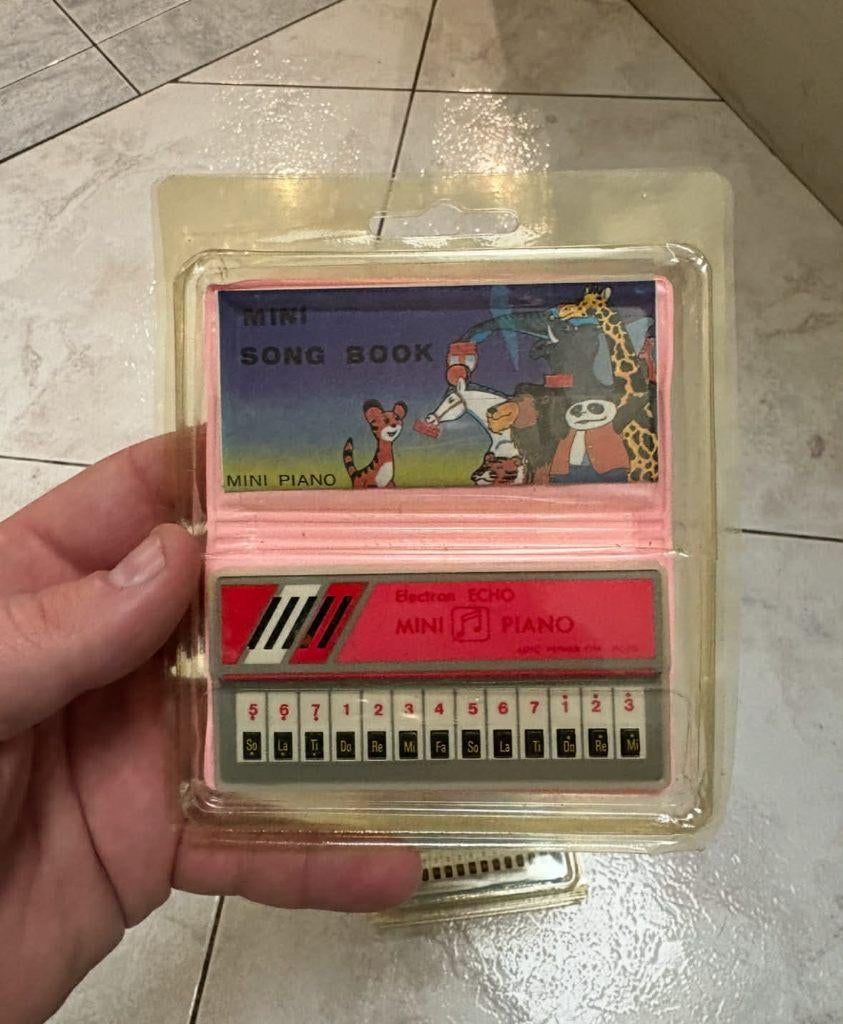 MINI
SONG BOOK
MINI PIANO
Electron ECHO
MINI PIANO
5 6 7 1 2 3 4 5 6 7 1 2 3
So La Ti Do Re Mi Fa So La Ti Do Re Mi